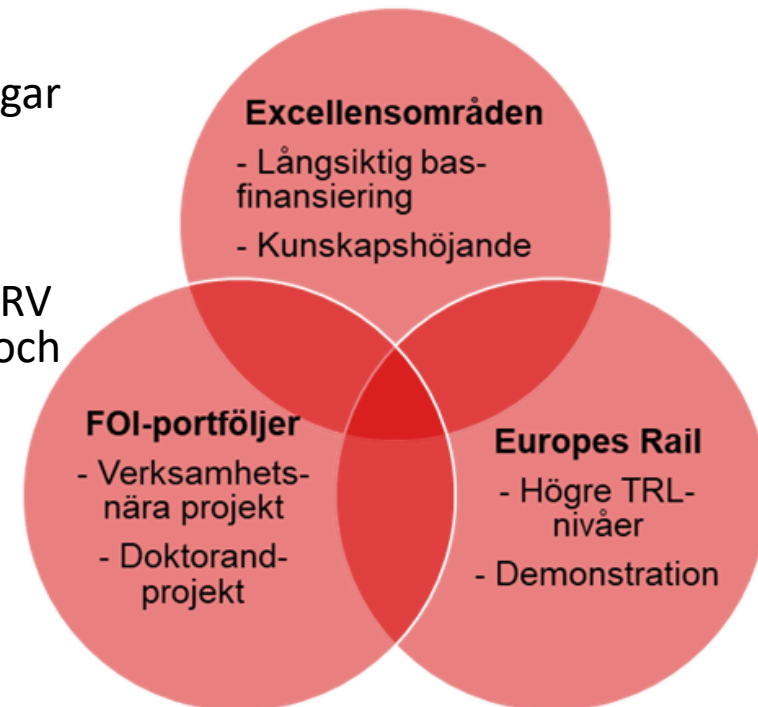 gar
RV
och
Excellensområden
- Långsiktig bas-
finansiering
- Kunskapshöjande
FOI-portföljer
- Verksamhets-
nära projekt
- Doktorand-
projekt
Europes Rail
- Högre TRL-
nivåer
- Demonstration